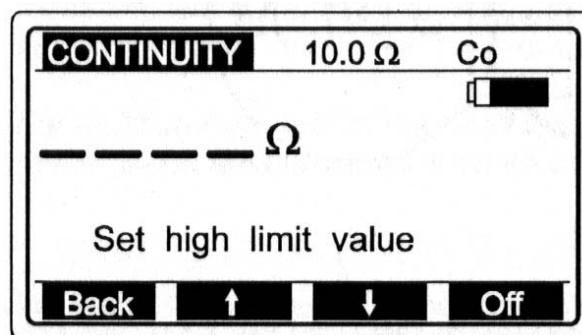 CONTINUITY 10.0 Ω Co
– – – – Ω
Set high limit value
Back ↑ ↓ Off